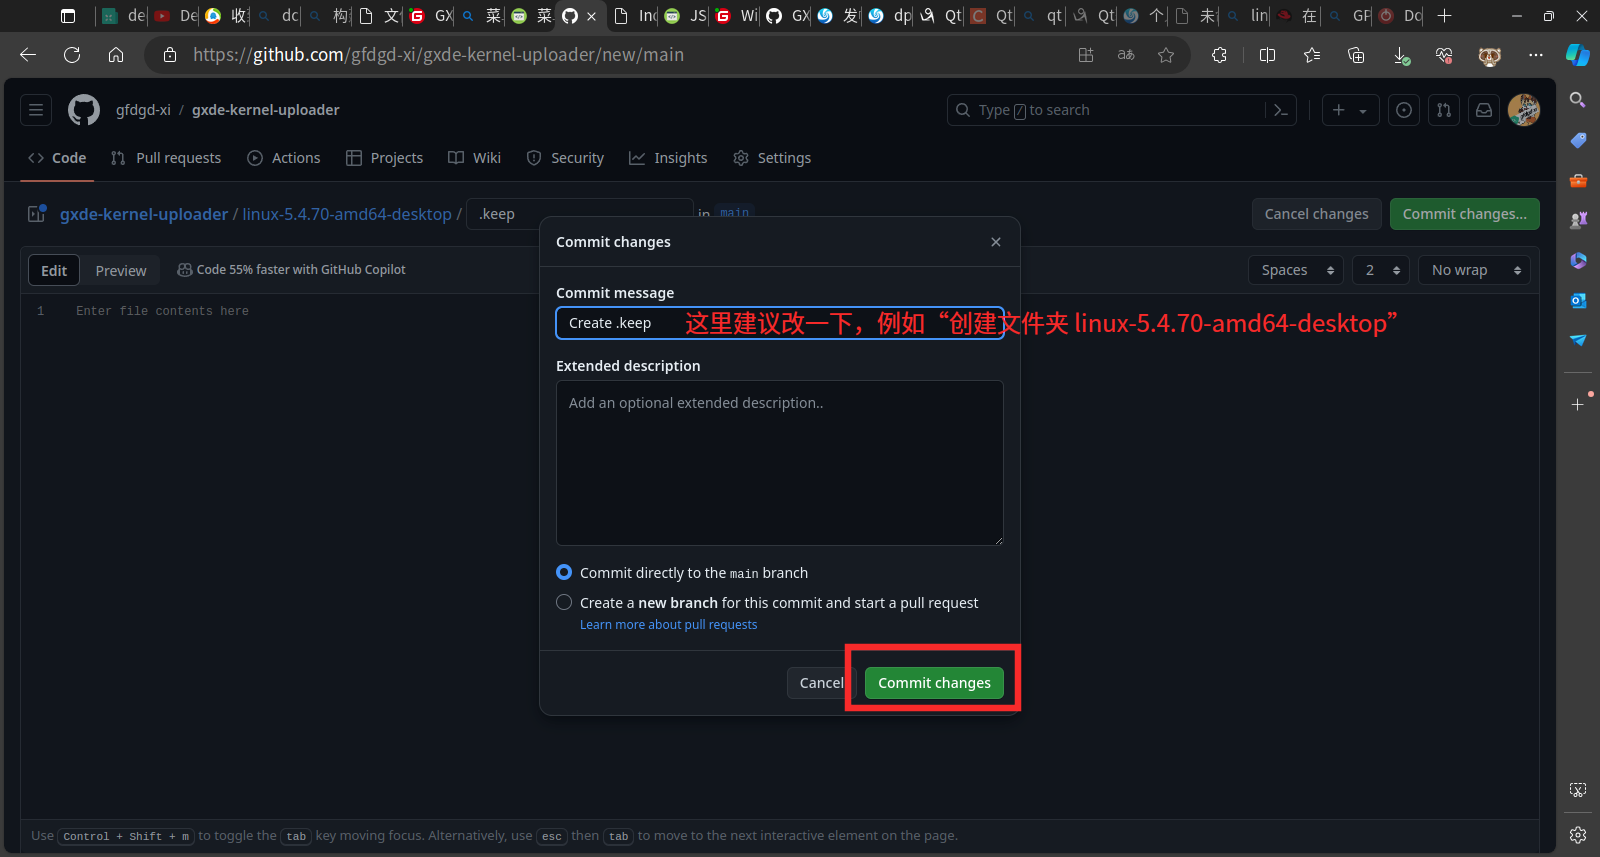 de
De
收
dc
构
文
GX
菜
菜
In
JS
Wi
GX
发
dp
Qt
Qt
qt
Qt
个
未
lin
在
GF
Do
https://github.com/gfdgd-xi/gxde-kernel-uploader/new/main
gfdgd-xi / gxde-kernel-uploader
Type / to search
Code
Pull requests
Actions
Projects
Wiki
Security
Insights
Settings
gxde-kernel-uploader / linux-5.4.70-amd64-desktop / .keep in main
Cancel changes
Commit changes...
Edit
Preview
Code 55% faster with GitHub Copilot
Spaces
2
No wrap
1 Enter file contents here
Commit changes
Commit message
Create .keep
这里建议改一下，例如“创建文件夹 linux-5.4.70-amd64-desktop”
Extended description
Add an optional extended description..
Commit directly to the main branch
Create a new branch for this commit and start a pull request
Learn more about pull requests
Cancel
Commit changes
Use Control + Shift + m to toggle the tab key moving focus. Alternatively, use esc then tab to move to the next interactive element on the page.